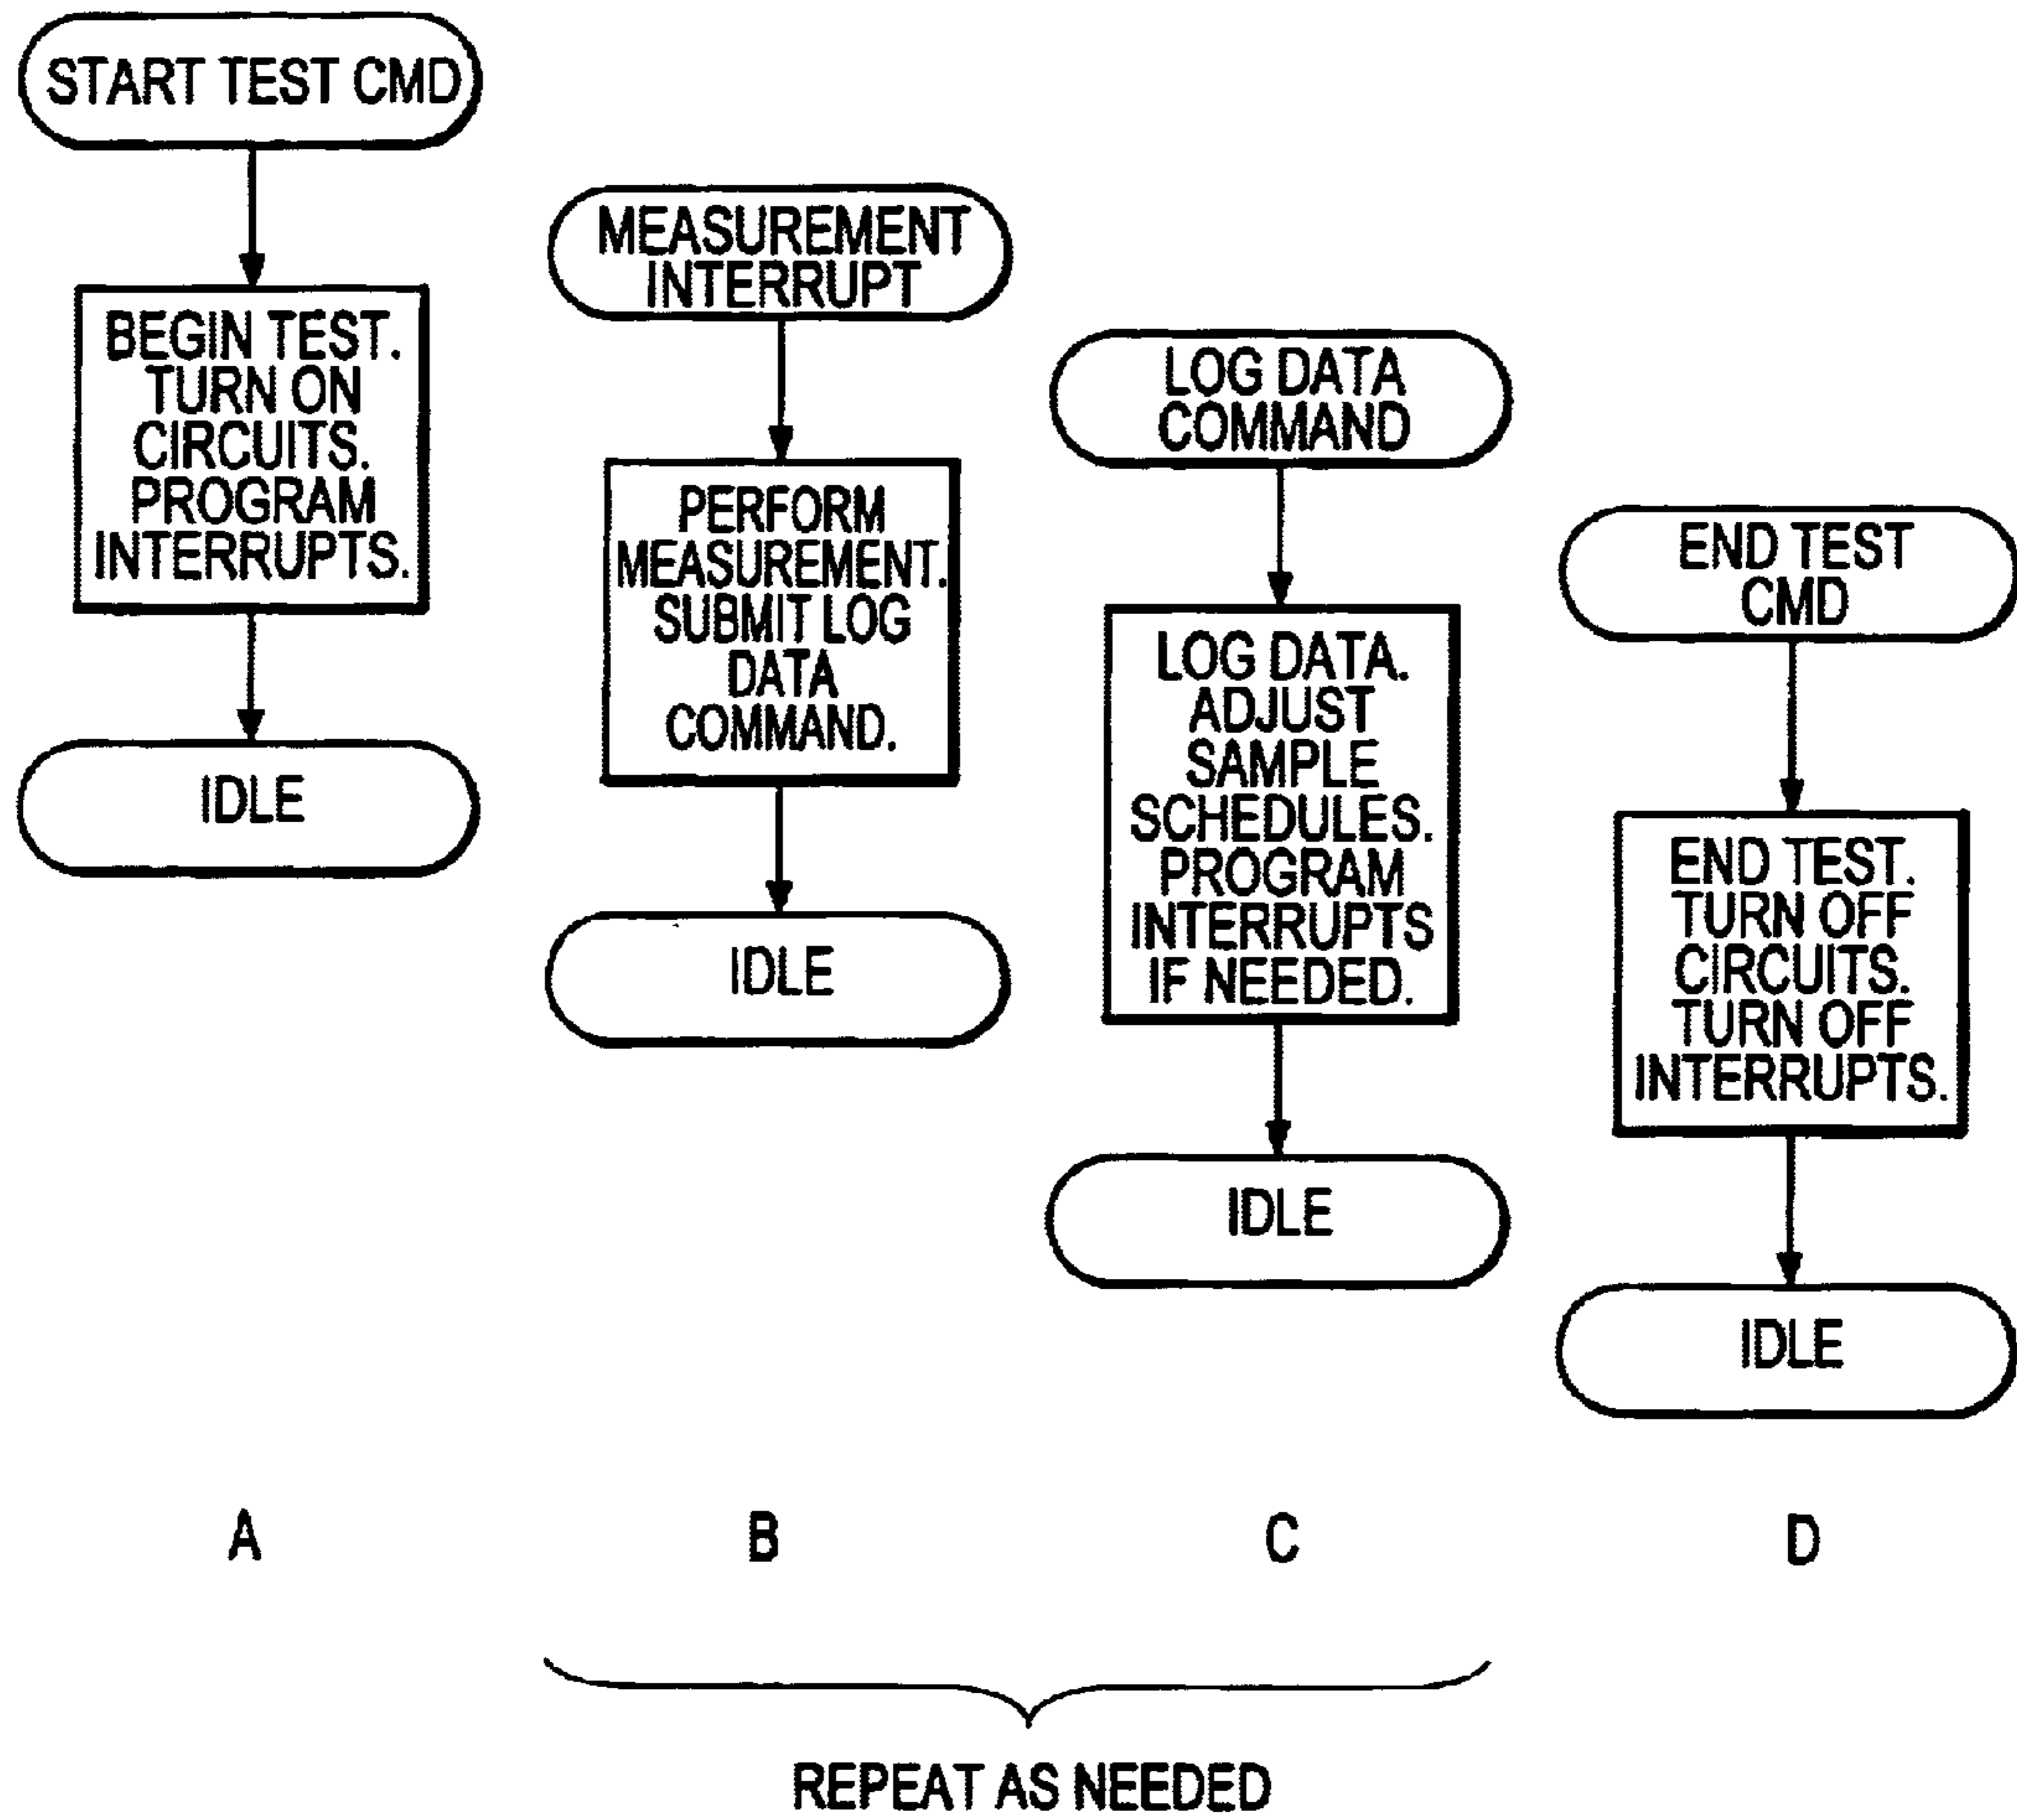 START TEST CMD
BEGIN TEST.
TURN ON
CIRCUITS.
PROGRAM
INTERRUPTS.
IDLE
MEASUREMENT
INTERRUPT
PERFORM
MEASUREMENT.
SUBMIT LOG
DATA
COMMAND.
IDLE
LOG DATA
COMMAND
LOG DATA.
ADJUST
SAMPLE
SCHEDULES.
PROGRAM
INTERRUPTS
IF NEEDED.
IDLE
END TEST
CMD
END TEST.
TURN OFF
CIRCUITS.
TURN OFF
INTERRUPTS.
IDLE
A
B
C
D
REPEAT AS NEEDED